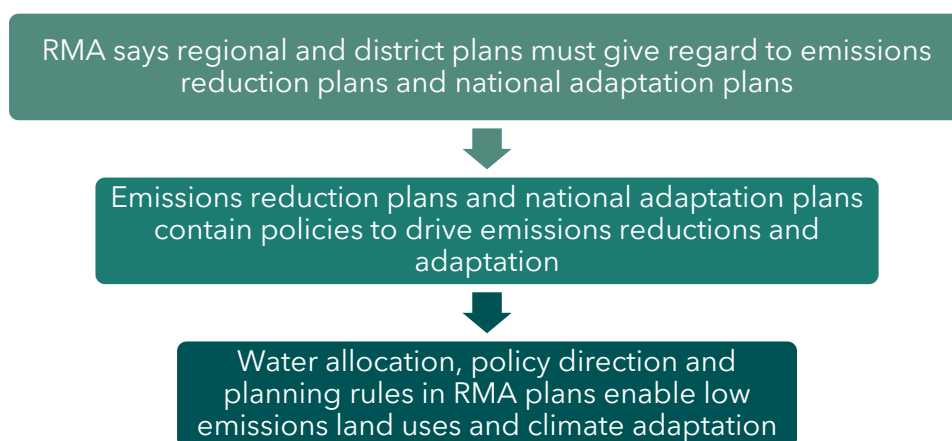 RMA says regional and district plans must give regard to emissions
reduction plans and national adaptation plans
Emissions reduction plans and national adaptation plans
contain policies to drive emissions reductions and
adaptation
Water allocation, policy direction and
planning rules in RMA plans enable low
emissions land uses and climate adaptation